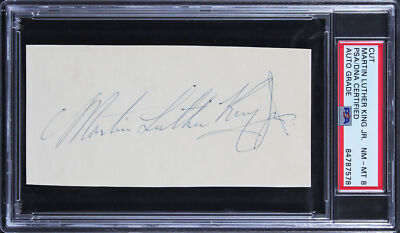 Martin Luther King Jr.
CUT
MARTIN LUTHER KING JR. NM - MT 8
PSA/DNA CERTIFIED
AUTO GRADE
84787578
PSA